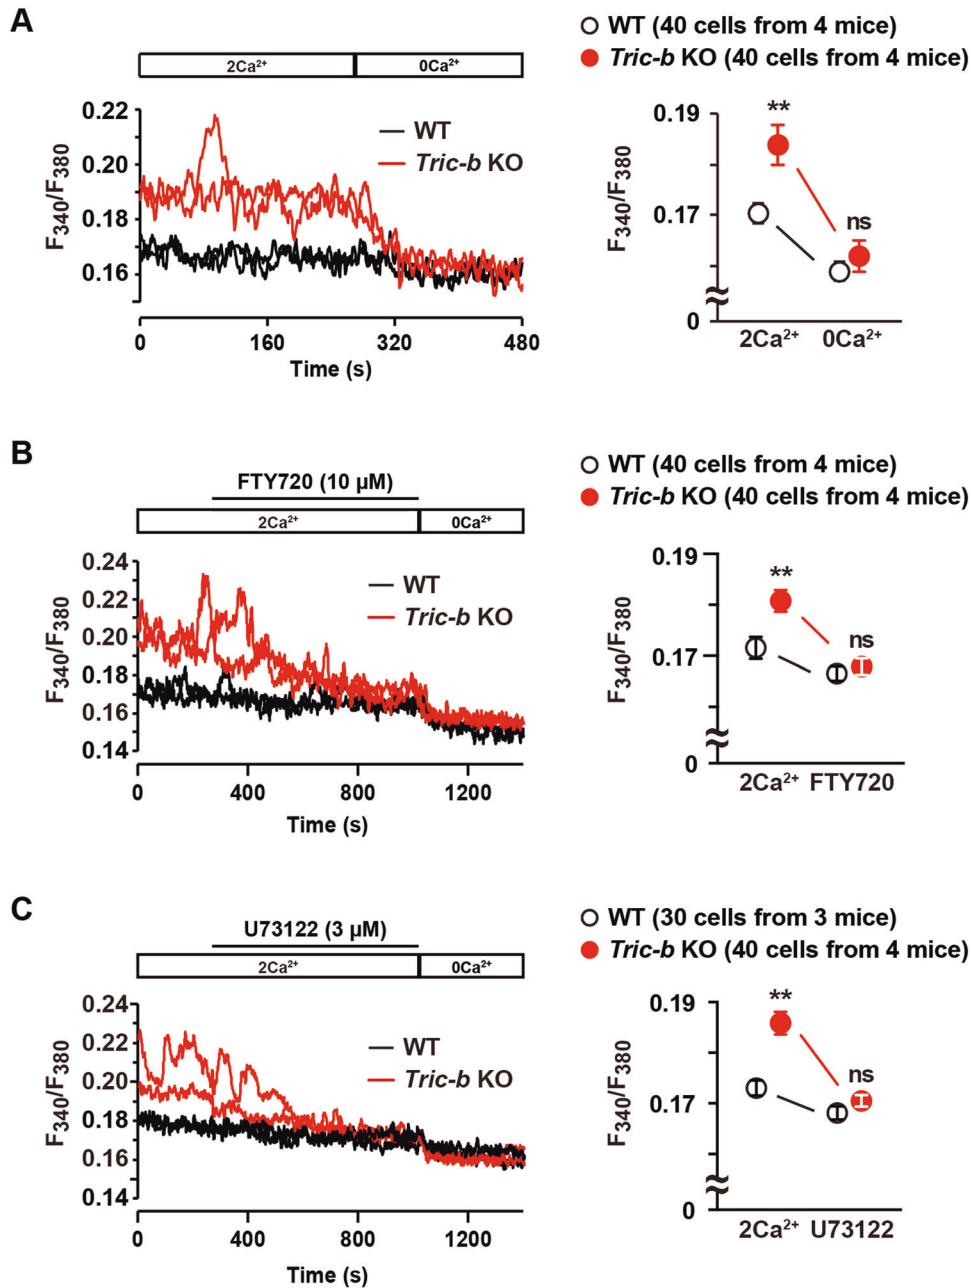 A
2Ca²⁺ 0Ca²⁺
0.22
0.20
0.18
0.16
F₃₄₀/F₃₈₀
WT
Tric-b KO
0 160 320 480
Time (s)
WT (40 cells from 4 mice)
Tric-b KO (40 cells from 4 mice)
0.19
0.17
0
F₃₄₀/F₃₈₀
**
ns
2Ca²⁺ 0Ca²⁺
B
FTY720 (10 µM)
2Ca²⁺ 0Ca²⁺
0.24
0.22
0.20
0.18
0.16
0.14
F₃₄₀/F₃₈₀
WT
Tric-b KO
0 400 800 1200
Time (s)
WT (40 cells from 4 mice)
Tric-b KO (40 cells from 4 mice)
0.19
0.17
0
F₃₄₀/F₃₈₀
**
ns
2Ca²⁺ FTY720
C
U73122 (3 µM)
2Ca²⁺ 0Ca²⁺
0.24
0.22
0.20
0.18
0.16
0.14
F₃₄₀/F₃₈₀
WT
Tric-b KO
0 400 800 1200
Time (s)
WT (30 cells from 3 mice)
Tric-b KO (40 cells from 4 mice)
0.19
0.17
0
F₃₄₀/F₃₈₀
**
ns
2Ca²⁺ U73122